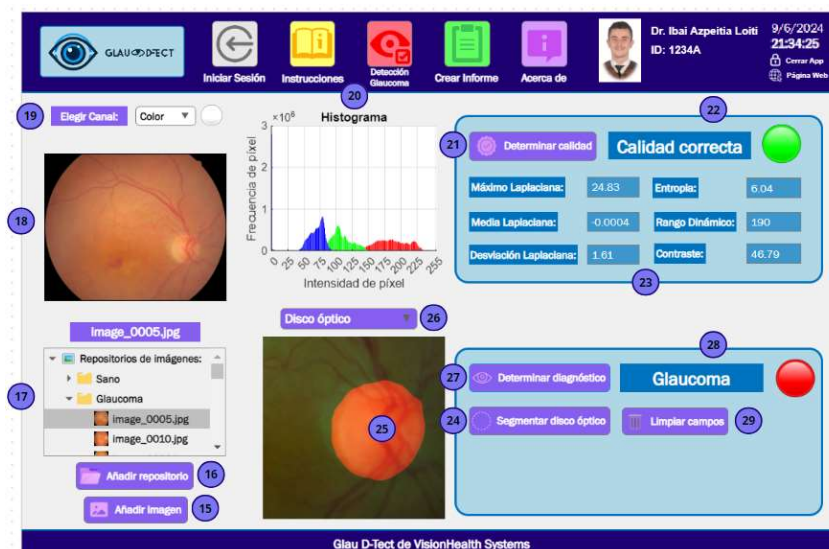 GLAU D-TECT
Iniciar Sesión
Instrucciones
Detección
Glaucoma
Crear Informe
Acerca de
Dr. Ibai Azpeitia Loiti
ID: 1234A
9/6/2024
21:34:25
Cerrar App
Página Web
20
22
19
Elegir Canal:
Color
Histograma
×10⁶
3
2
1
0
Frecuencia de píxel
0
25
50
75
100
125
150
175
200
225
255
Intensidad de píxel
21
Determinar calidad
Calidad correcta
Máximo Laplaciana:
24.83
Entropía:
6.04
Media Laplaciana:
-0.0004
Rango Dinámico:
190
Desviación Laplaciana:
1.61
Contraste:
46.79
23
18
Disco óptico
26
image_0005.jpg
28
17
Repositorios de imágenes:
Sano
Glaucoma
image_0005.jpg
image_0010.jpg
25
27
Determinar diagnóstico
Glaucoma
24
Segmentar disco óptico
Limpiar campos
29
Añadir repositorio
16
Añadir imagen
15
Glau D-Tect de VisionHealth Systems